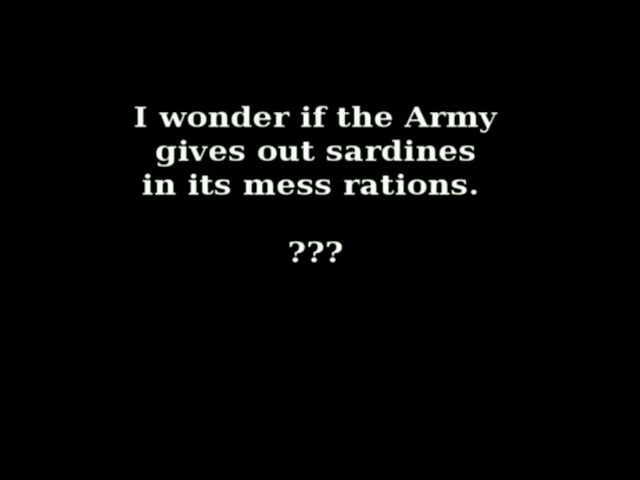 I wonder if the Army
gives out sardines
in its mess rations.
???